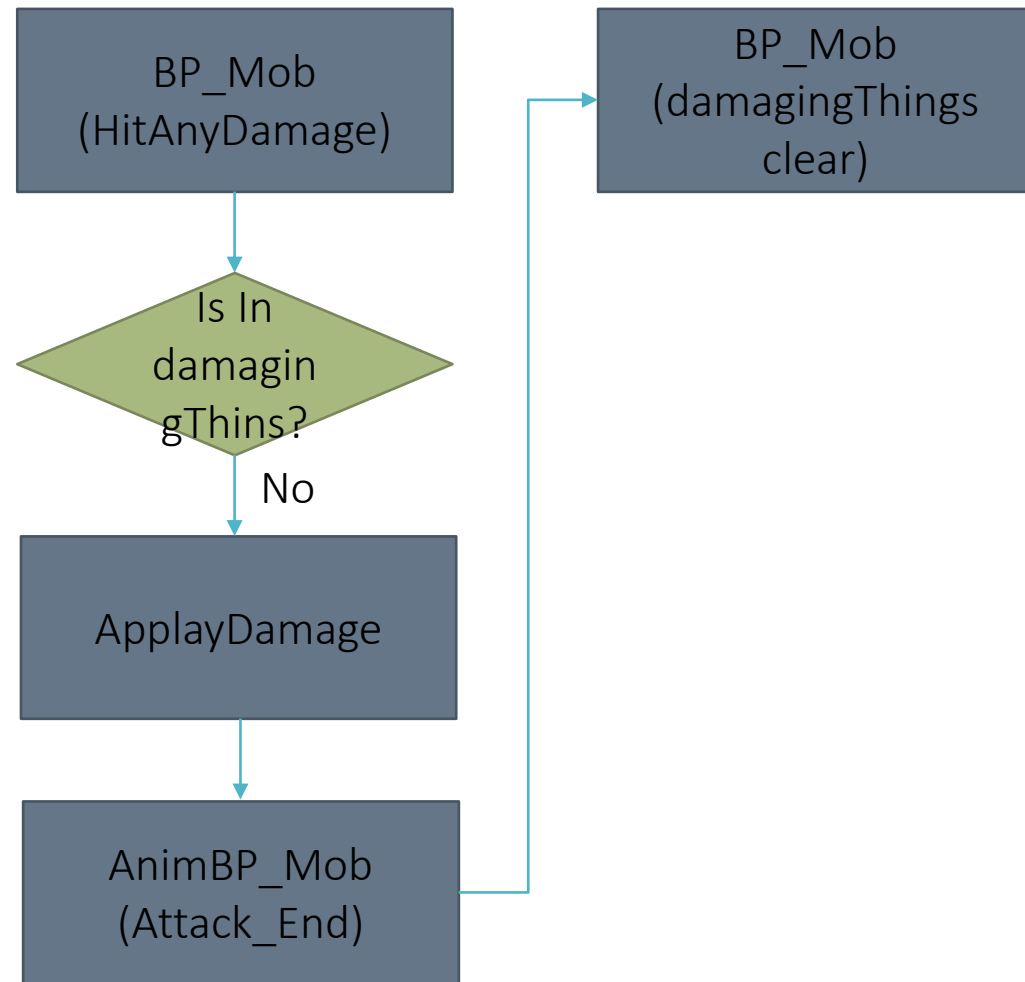 BP_Mob
(HitAnyDamage)
Is In
damagin
gThins?
No
ApplayDamage
AnimBP_Mob
(Attack_End)
BP_Mob
(damagingThings
clear)